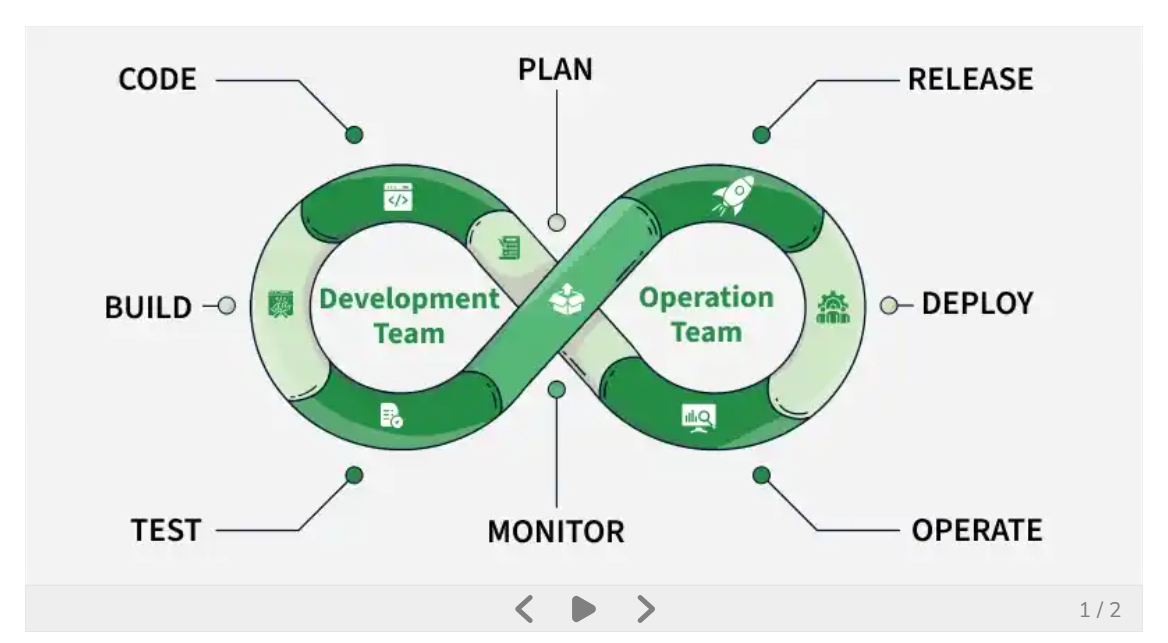 PLAN
CODE
RELEASE
Development
Team
Operation
Team
BUILD
DEPLOY
TEST
MONITOR
OPERATE
1 / 2